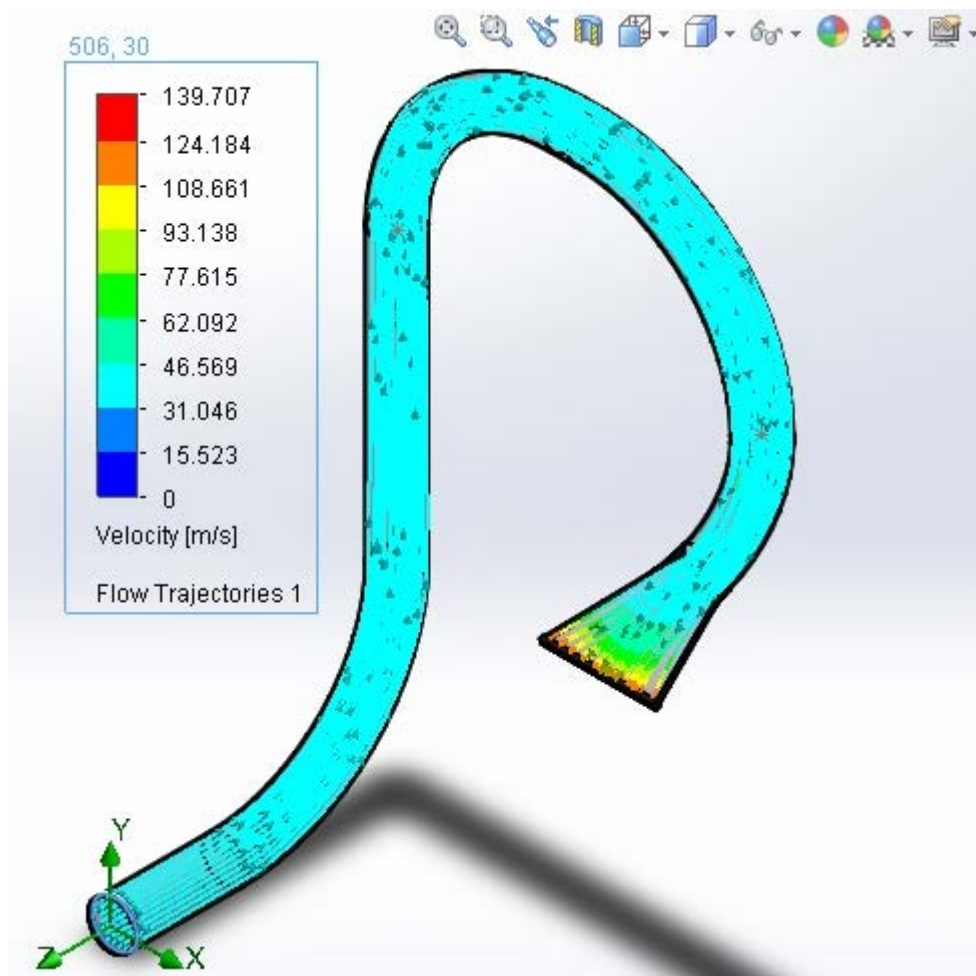 506, 30
139.707
124.184
108.661
93.138
77.615
62.092
46.569
31.046
15.523
0
Velocity [m/s]
Flow Trajectories 1
Y
Z
X